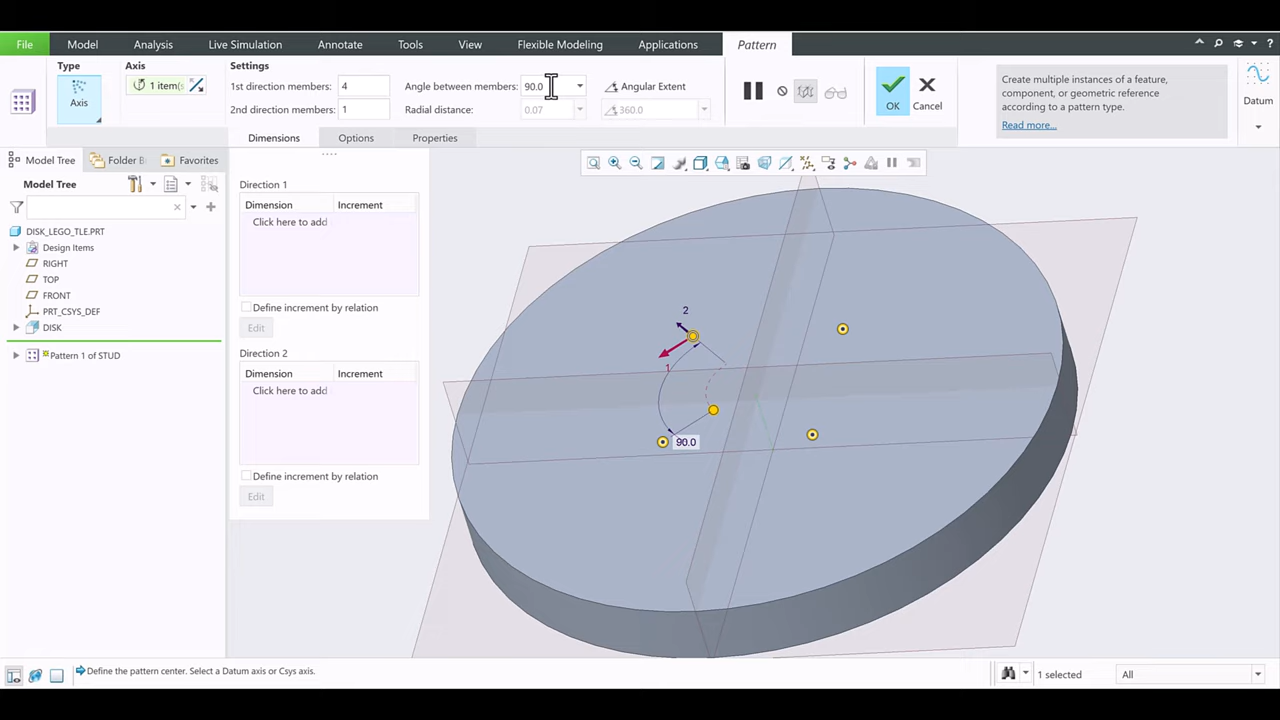 File Model Analysis Live Simulation Annotate Tools View Flexible Modeling Applications Pattern
Type Axis Settings
Axis
1 item(s
1st direction members: 4 Angle between members: 90.0 Angular Extent
2nd direction members: 1 Radial distance: 0.07 360.0
OK Cancel
Create multiple instances of a feature,
component, or geometric reference
according to a pattern type.
Read more...
Datum
Dimensions Options Properties
Model Tree Folder B Favorites
Model Tree
DISK_LEGO_TLE.PRT
Design Items
RIGHT
TOP
FRONT
PRT_CSYS_DEF
DISK
Pattern 1 of STUD
Direction 1
Dimension Increment
Click here to add
Define increment by relation
Edit
Direction 2
Dimension Increment
Click here to add
Define increment by relation
Edit
2
1
90.0
Define the pattern center. Select a Datum axis or Csys axis.
1 selected All